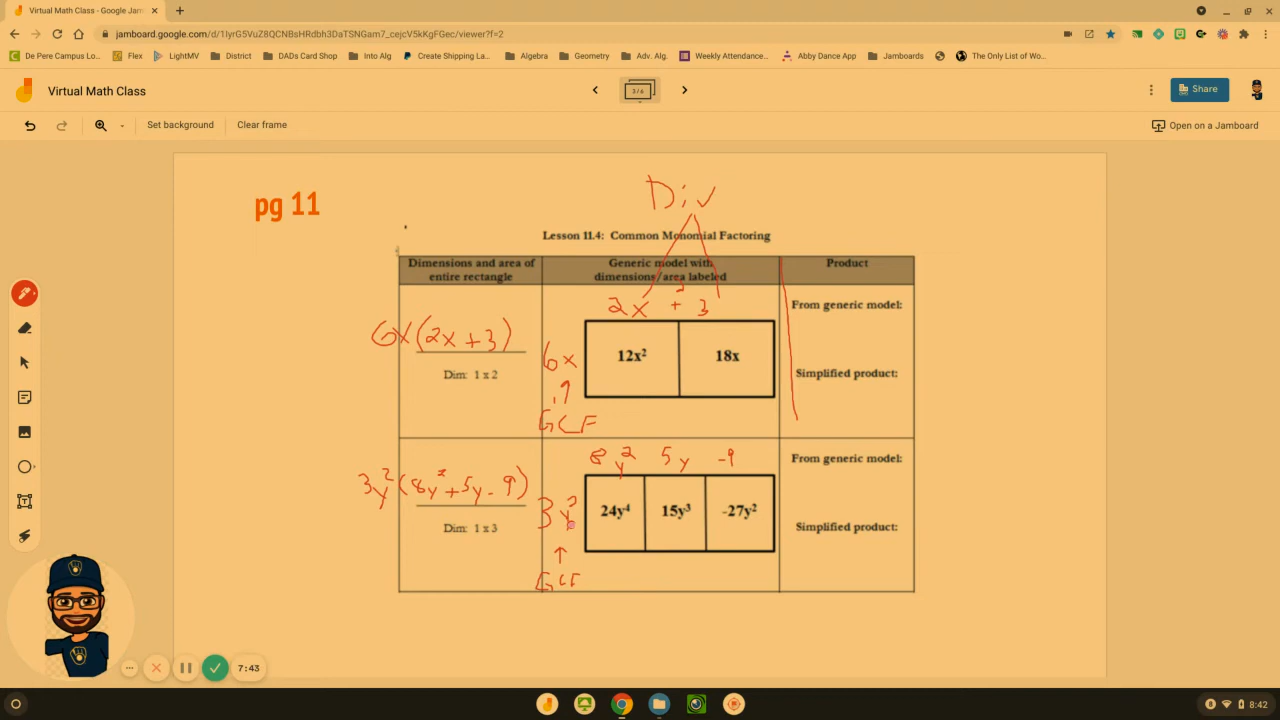 Virtual Math Class - Google Jam
jamboard.google.com/d/1IyrG5VuZ8QCNBsHRdbh3DaTSNGam7_cejcV5kKgFGec/viewer?f=2
De Pere Campus Lo... Flex LightMV District DADs Card Shop Into Alg Create Shipping La... Algebra Geometry Adv. Alg. Weekly Attendance... Abby Dance App Jamboards The Only List of Wo...
Virtual Math Class
3 / 6
Share
Set background
Clear frame
Open on a Jamboard
pg 11
Div
Lesson 11.4: Common Monomial Factoring
Dimensions and area of entire rectangle
Generic model with dimensions/area labeled
Product
6x(2x + 3)
Dim: 1 x 2
2x + 3
6x
12x² 18x
GCF
From generic model:
Simplified product:
3y²(8y²+5y-9)
Dim: 1 x 3
8y² 5y -9
3y²
24y⁴ 15y³ -27y²
GCF
From generic model:
Simplified product:
7:43
8:42